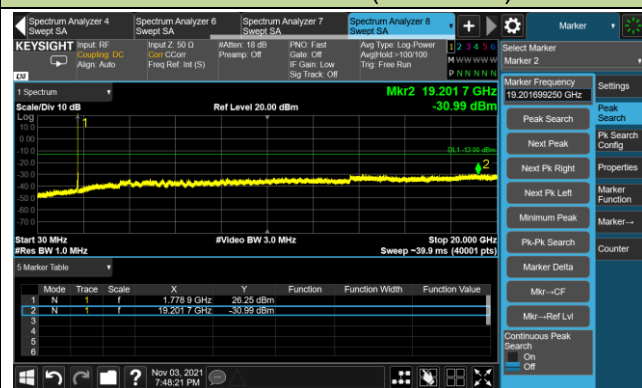 Spectrum Analyzer 4
Swept SA
Spectrum Analyzer 6
Swept SA
Spectrum Analyzer 7
Swept SA
Spectrum Analyzer 8
Swept SA
Marker
KEYSIGHT
Input: RF
Coupling: DC
Align: Auto
Input Z: 50 Ω
Corr CCorr
Freq Ref: Int (S)
#Atten: 18 dB
Preamp: Off
PNO: Fast
Gate: Off
IF Gain: Low
Sig Track: Off
Avg Type: Log-Power
Avg|Hold:>100/100
Trig: Free Run
1 2 3 4 5 6
M W W W W W
P N N N N N
LXI
Select Marker
Marker 2
1 Spectrum
Mkr2 19.201 7 GHz
Scale/Div 10 dB
Ref Level 20.00 dBm
-30.99 dBm
Log
10.0
0.00
-10.0
-20.0
-30.0
-40.0
-50.0
-60.0
-70.0
1
DL1 -13.00 dBm
2
Start 30 MHz
#Video BW 3.0 MHz
Stop 20.000 GHz
#Res BW 1.0 MHz
Sweep ~39.9 ms (40001 pts)
5 Marker Table
Mode Trace Scale X Y Function Function Width Function Value
1 N 1 f 1.778 9 GHz 26.25 dBm
2 N 1 f 19.201 7 GHz -30.99 dBm
3
4
5
6
Marker Frequency
19.201699250 GHz
Peak Search
Next Peak
Next Pk Right
Next Pk Left
Minimum Peak
Pk-Pk Search
Marker Delta
Mkr→CF
Mkr→Ref Lvl
Continuous Peak
Search
On
Off
Settings
Peak
Search
Pk Search
Config
Properties
Marker
Function
Marker→
Counter
?
Nov 03, 2021
7:48:21 PM